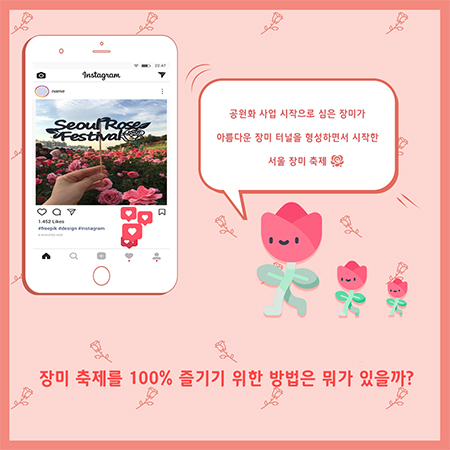 22:47
Instagram
name
Seoul Rose
Festival
1.452 Likes
#freepik #design #instagram
공원화 사업 시작으로 심은 장미가
아름다운 장미 터널을 형성하면서 시작한
서울 장미 축제
장미 축제를 100% 즐기기 위한 방법은 뭐가 있을까?